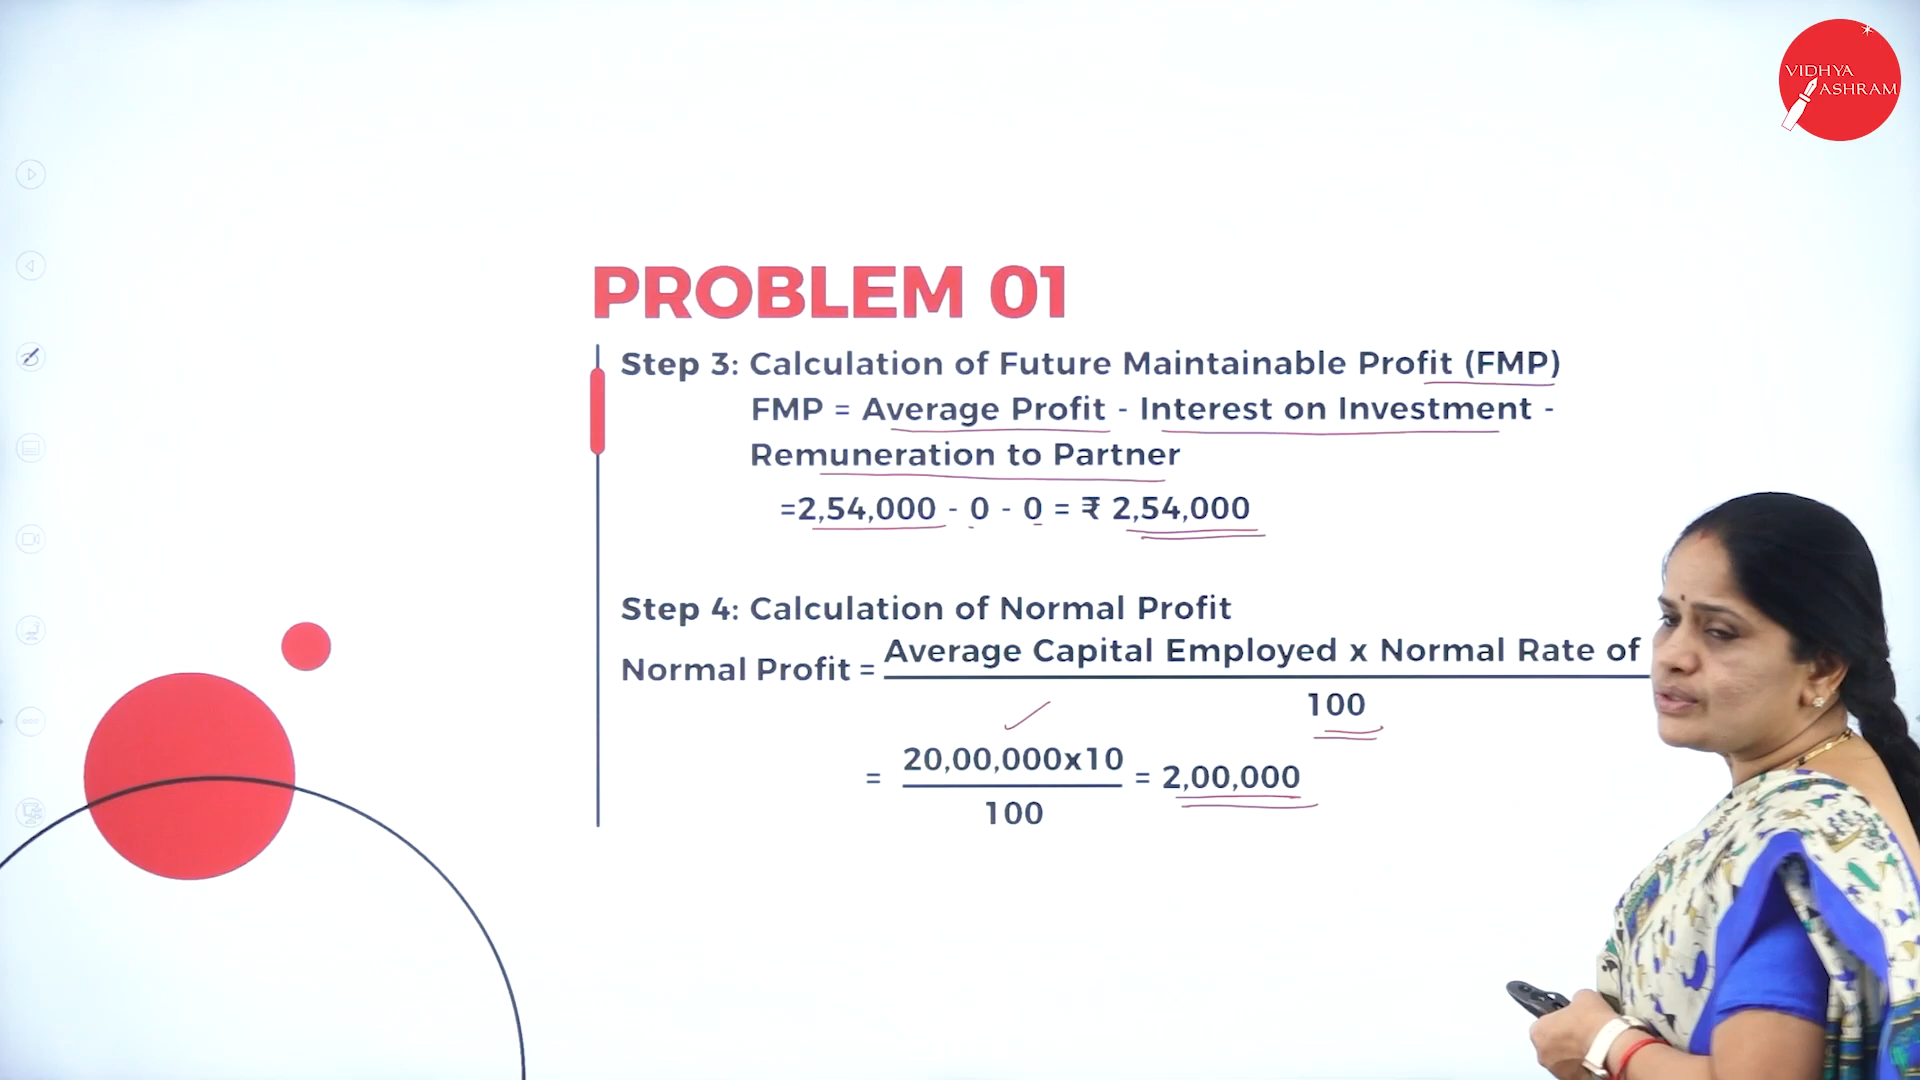 VIDHYA
ASHRAM
PROBLEM 01
Step 3: Calculation of Future Maintainable Profit (FMP)
FMP = Average Profit - Interest on Investment -
Remuneration to Partner
=2,54,000 - 0 - 0 = ₹ 2,54,000
Step 4: Calculation of Normal Profit
Normal Profit = Average Capital Employed x Normal Rate of
100
= 20,00,000x10 = 2,00,000
100